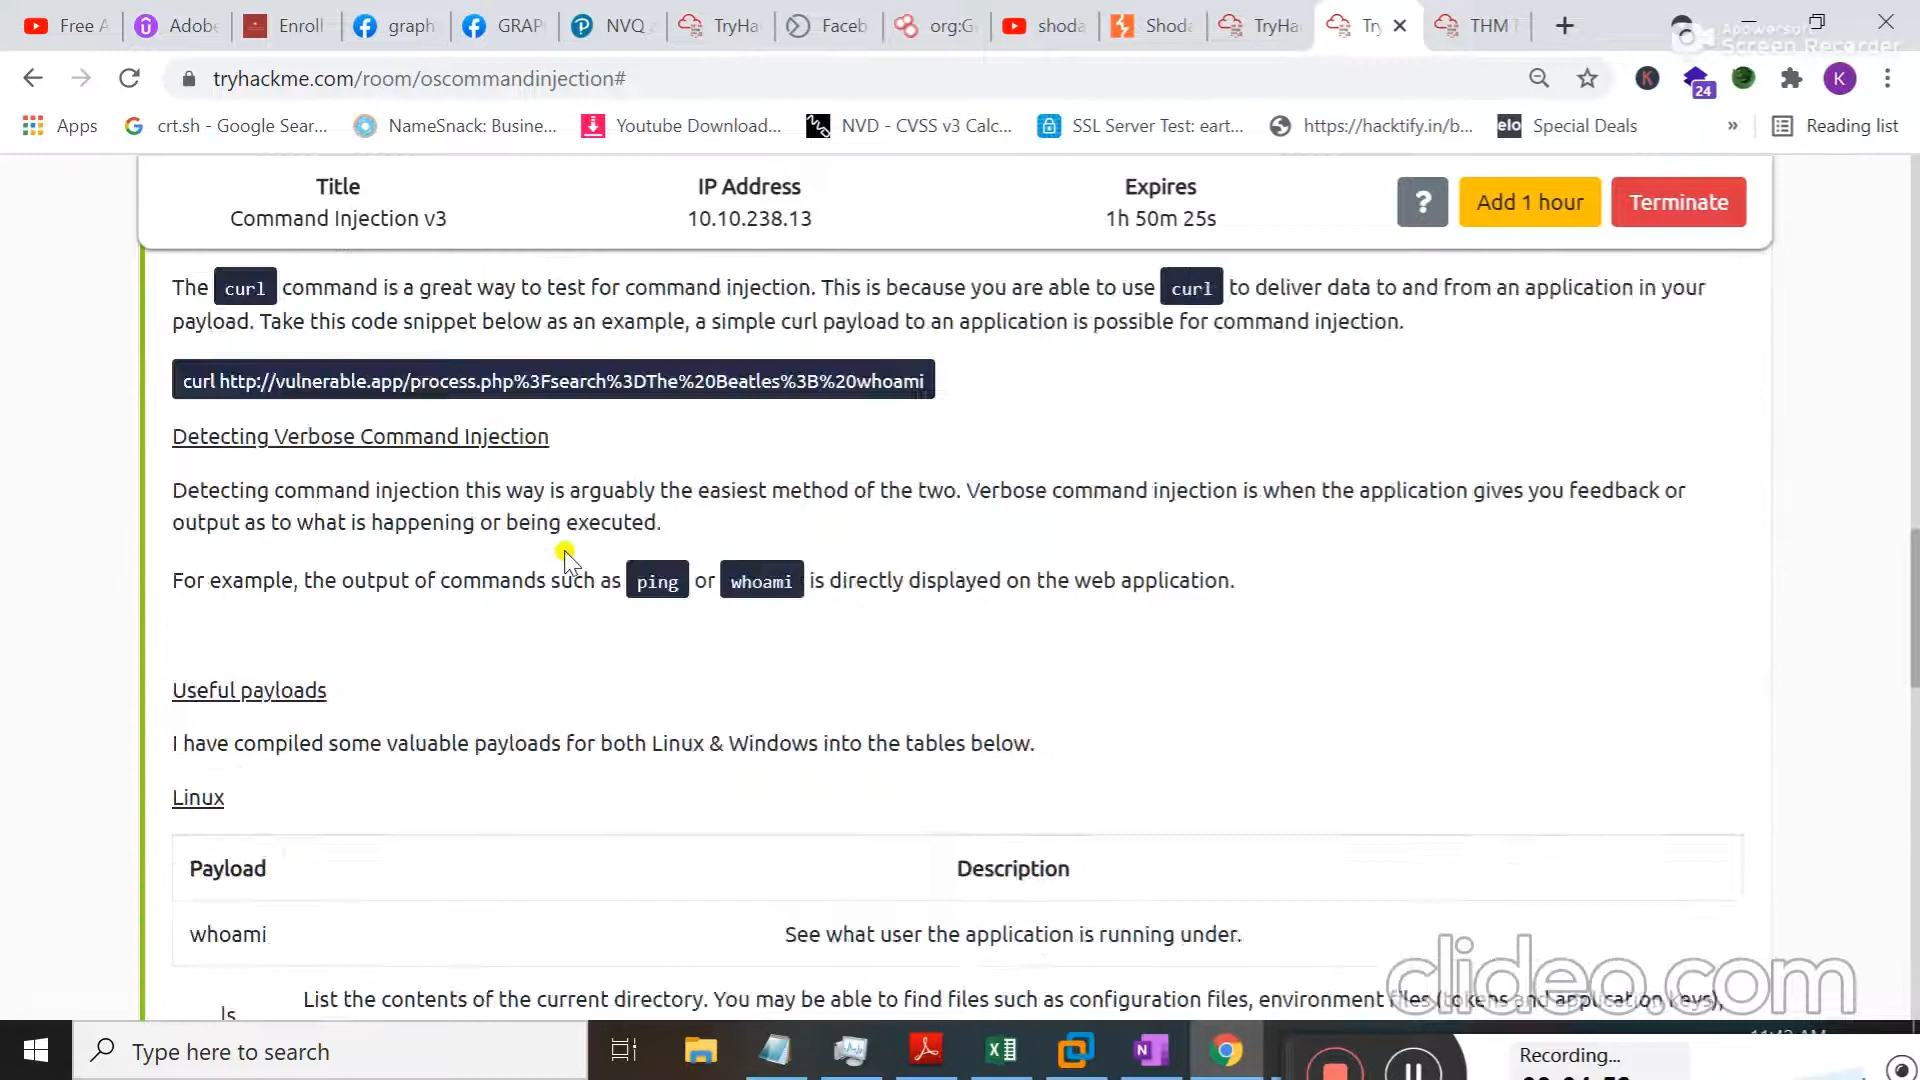 Free A
Adobe
Enroll
graph
GRAP
NVQ
TryHa
Faceb
org:G
shoda
Shoda
TryHa
Try
THM T
Apowersoft
Screen Recorder
tryhackme.com/room/oscommandinjection#
K
24
K
Apps
crt.sh - Google Sear...
NameSnack: Busine...
Youtube Download...
NVD - CVSS v3 Calc...
SSL Server Test: eart...
https://hacktify.in/b...
elo
Special Deals
»
Reading list
Title
IP Address
Expires
Command Injection v3
10.10.238.13
1h 50m 25s
?
Add 1 hour
Terminate
The curl command is a great way to test for command injection. This is because you are able to use curl to deliver data to and from an application in your
payload. Take this code snippet below as an example, a simple curl payload to an application is possible for command injection.
curl http://vulnerable.app/process.php%3Fsearch%3DThe%20Beatles%3B%20whoami
Detecting Verbose Command Injection
Detecting command injection this way is arguably the easiest method of the two. Verbose command injection is when the application gives you feedback or
output as to what is happening or being executed.
For example, the output of commands such as ping or whoami is directly displayed on the web application.
Useful payloads
I have compiled some valuable payloads for both Linux & Windows into the tables below.
Linux
Payload
Description
whoami
See what user the application is running under.
ls
List the contents of the current directory. You may be able to find files such as configuration files, environment files (tokens and application keys),
clideo.com
Type here to search
Recording...